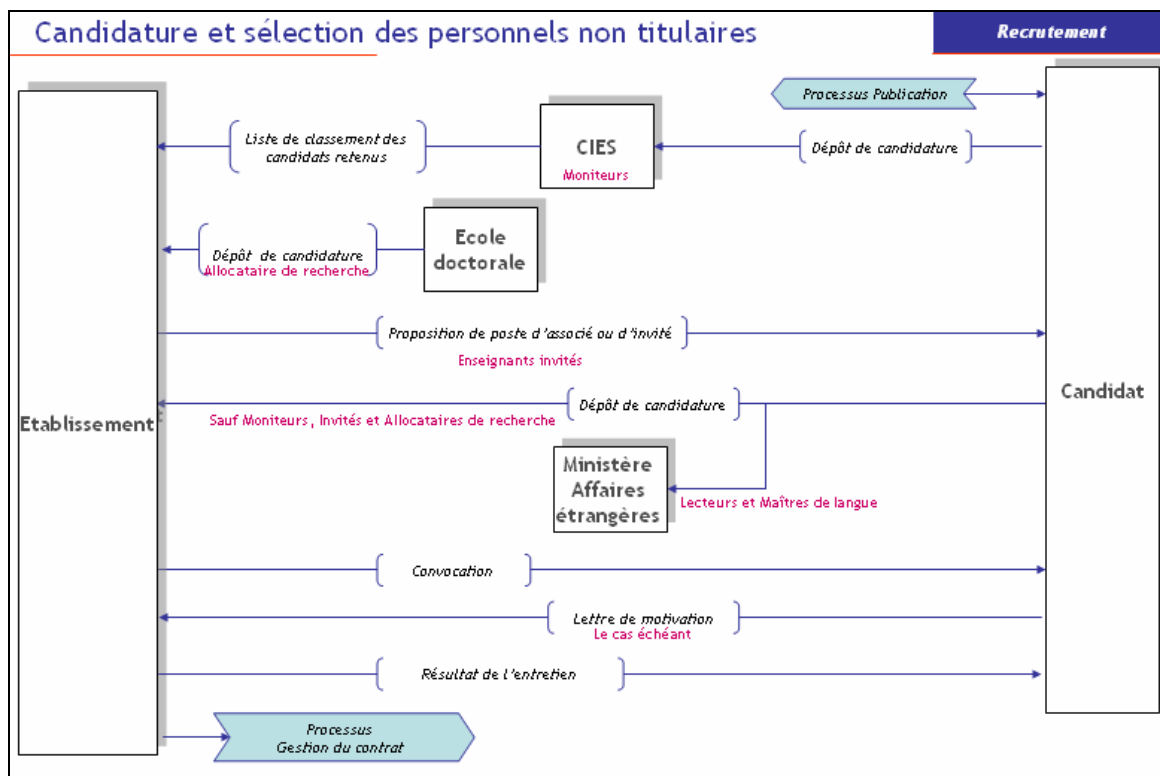 Candidature et sélection des personnels non titulaires
Recrutement
Processus Publication
Liste de classement des
candidats retenus
CIES
Moniteurs
Dépôt de candidature
Ecole
doctorale
Dépôt de candidature
Allocataire de recherche
Proposition de poste d'associé ou d'invité
Enseignants invités
Etablissement
Candidat
Dépôt de candidature
Sauf Moniteurs, Invités et Allocataires de recherche
Ministère
Affaires
étrangères
Lecteurs et Maîtres de langue
Convocation
Lettre de motivation
Le cas échéant
Résultat de l'entretien
Processus
Gestion du contrat